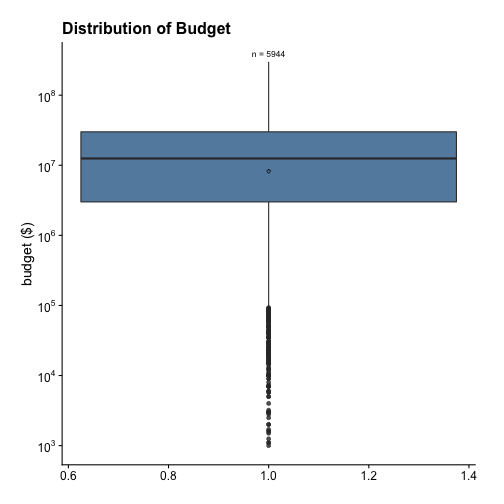 Distribution of Budget
n = 5944
10⁸
10⁷
10⁶
10⁵
10⁴
10³
budget ($)
0.6 0.8 1.0 1.2 1.4